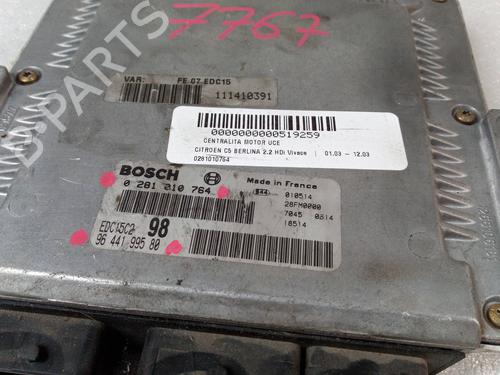 7767
VAR: FE 07 EDC15
111410391
0000000000519259
CENTRALITA MOTOR UCE
CITROEN C5 BERLINA 2.2 HDi Vivace | 01.03 – 12.03
0281010764
BOSCH Made in France
0 281 010 764 010514
28FM0000
7045 0514
16514
EDC15C2 98
96 441 995 80
B-PARTS